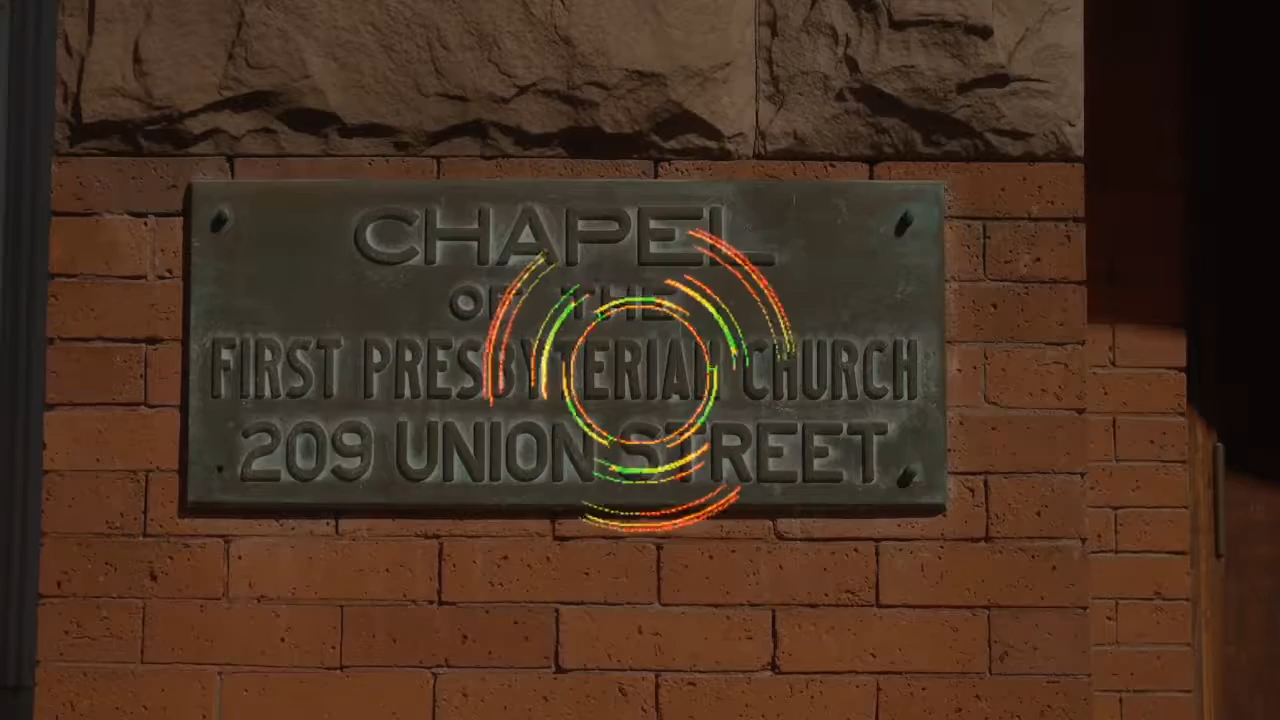 CHAPEL
OF THE
FIRST PRESBYTERIAN CHURCH
209 UNION STREET